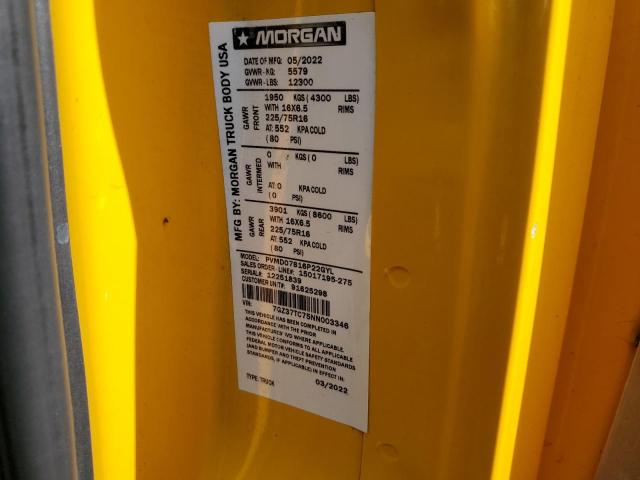 MORGAN
MFG BY: MORGAN TRUCK BODY USA
DATE OF MFG: 05/2022
GVWR-KG: 5579
GVWR-LBS: 12300
GAWR FRONT
1950 KGS (4300 LBS)
WITH 16X6.5 RIMS
225/75R16
AT: 552 KPA COLD
(80 PSI)
GAWR INTERMED
0 KGS (0 LBS)
WITH RIMS
AT: 0 KPA COLD
(0 PSI)
GAWR REAR
3901 KGS (8600 LBS)
WITH 16X6.5 RIMS
225/75R16
AT: 552 KPA COLD
(80 PSI)
MODEL: PVMD07816P22GYL
SALES ORDER - LINE#: 15017195-275
SERIAL#: 12251839
CUSTOMER UNIT#: 91625298
VIN: 7GZ37TC75NN003346
THIS VEHICLE HAS BEEN COMPLETED IN
ACCORDANCE WITH THE PRIOR
MANUFACTURERS' IVD WHERE APPLICABLE
THIS VEHICLE CONFORMS TO ALL APPLICABLE
FEDERAL MOTOR VEHICLE SAFETY STANDARDS
(AND BUMPER AND THEFT PREVENTION
STANDARDS, IF APPLICABLE) IN EFFECT IN:
TYPE: TRUCK 03/2022